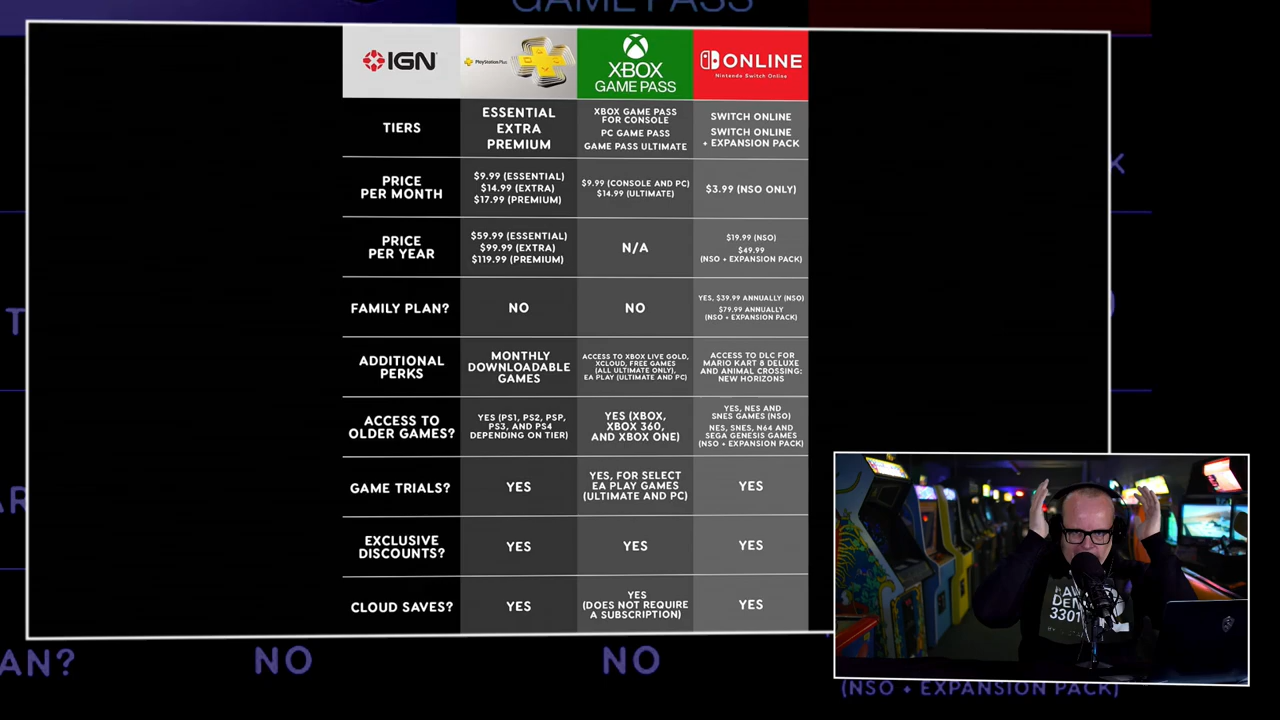 GAME PASS
IGN
PlayStation Plus
XBOX
GAME PASS
ONLINE
Nintendo Switch Online
TIERS
ESSENTIAL
EXTRA
PREMIUM
XBOX GAME PASS
FOR CONSOLE
PC GAME PASS
GAME PASS ULTIMATE
SWITCH ONLINE
SWITCH ONLINE
+ EXPANSION PACK
PRICE
PER MONTH
$9.99 (ESSENTIAL)
$14.99 (EXTRA)
$17.99 (PREMIUM)
$9.99 (CONSOLE AND PC)
$14.99 (ULTIMATE)
$3.99 (NSO ONLY)
PRICE
PER YEAR
$59.99 (ESSENTIAL)
$99.99 (EXTRA)
$119.99 (PREMIUM)
N/A
$19.99 (NSO)
$49.99
(NSO + EXPANSION PACK)
FAMILY PLAN?
NO
NO
YES, $39.99 ANNUALLY (NSO)
$79.99 ANNUALLY
(NSO + EXPANSION PACK)
ADDITIONAL
PERKS
MONTHLY
DOWNLOADABLE
GAMES
ACCESS TO XBOX LIVE GOLD,
XCLOUD, FREE GAMES
(ALL ULTIMATE ONLY),
EA PLAY (ULTIMATE AND PC)
ACCESS TO DLC FOR
MARIO KART 8 DELUXE
AND ANIMAL CROSSING:
NEW HORIZONS
ACCESS TO
OLDER GAMES?
YES (PS1, PS2, PSP,
PS3, AND PS4
DEPENDING ON TIER)
YES (XBOX,
XBOX 360,
AND XBOX ONE)
YES, NES AND
SNES GAMES (NSO)
NES, SNES, N64 AND
SEGA GENESIS GAMES
(NSO + EXPANSION PACK)
GAME TRIALS?
YES
YES, FOR SELECT
EA PLAY GAMES
(ULTIMATE AND PC)
YES
EXCLUSIVE
DISCOUNTS?
YES
YES
YES
CLOUD SAVES?
YES
YES
(DOES NOT REQUIRE
A SUBSCRIPTION)
YES
3301
AN?
NO
NO
(NSO + EXPANSION PACK)